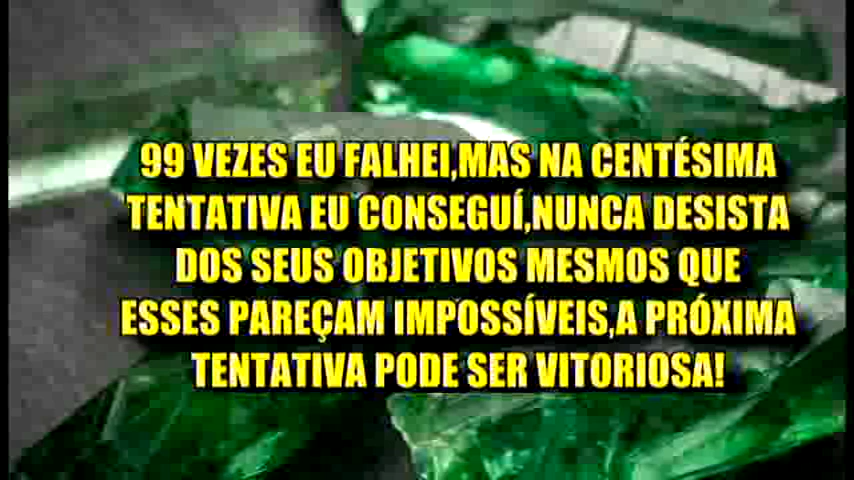 99 VEZES EU FALHEI,MAS NA CENTÉSIMA
TENTATIVA EU CONSEGUÍ,NUNCA DESISTA
DOS SEUS OBJETIVOS MESMOS QUE
ESSES PAREÇAM IMPOSSÍVEIS,A PRÓXIMA
TENTATIVA PODE SER VITORIOSA!